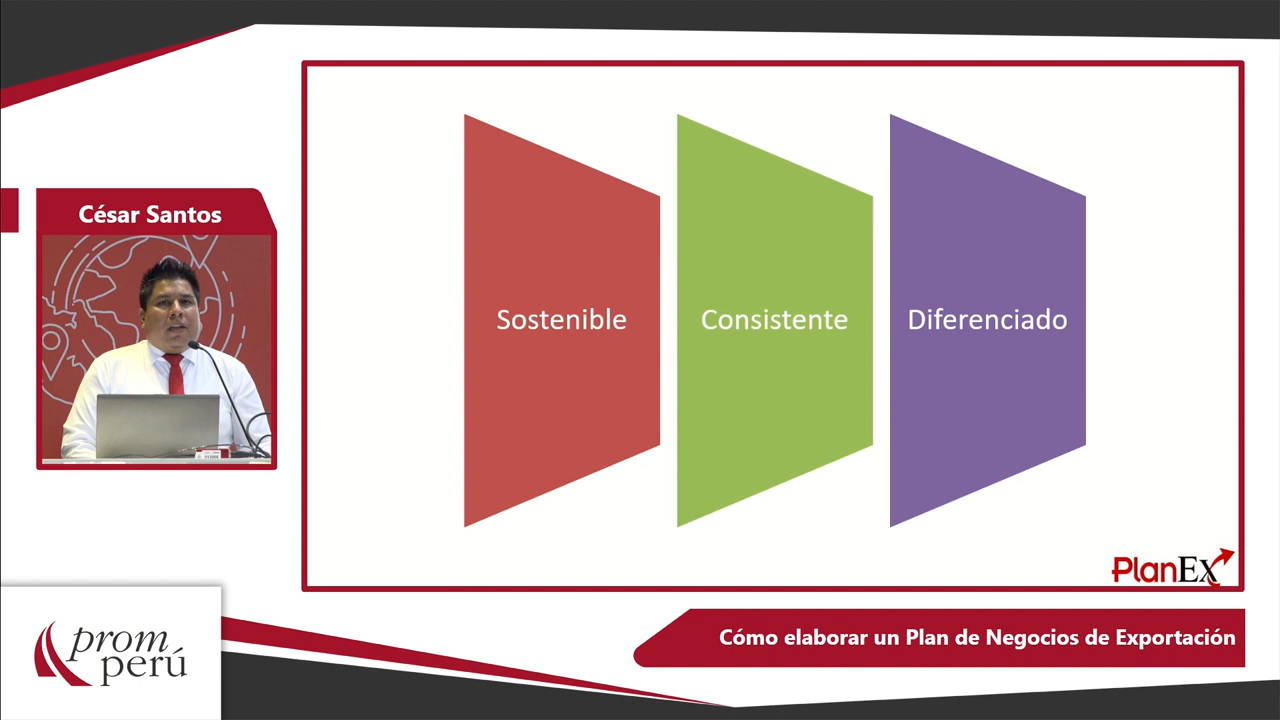 César Santos
Sostenible
Consistente
Diferenciado
PlanEx
Cómo elaborar un Plan de Negocios de Exportación
prom
perú